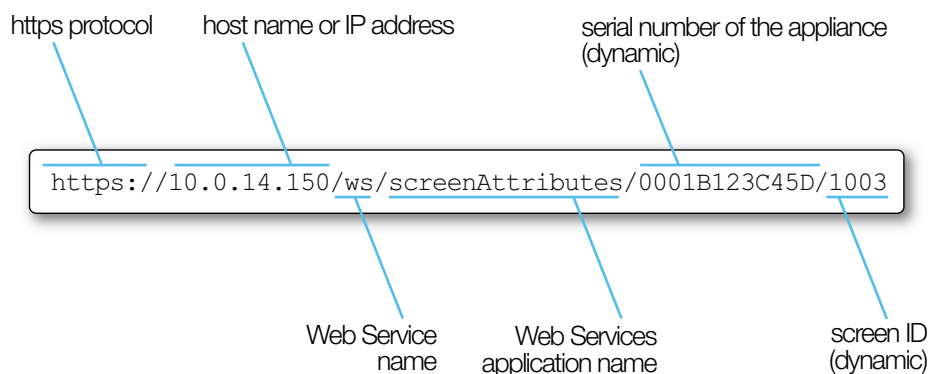 https protocol
host name or IP address
serial number of the appliance
(dynamic)
https://10.0.14.150/ws/screenAttributes/0001B123C45D/1003
Web Service
name
Web Services
application name
screen ID
(dynamic)